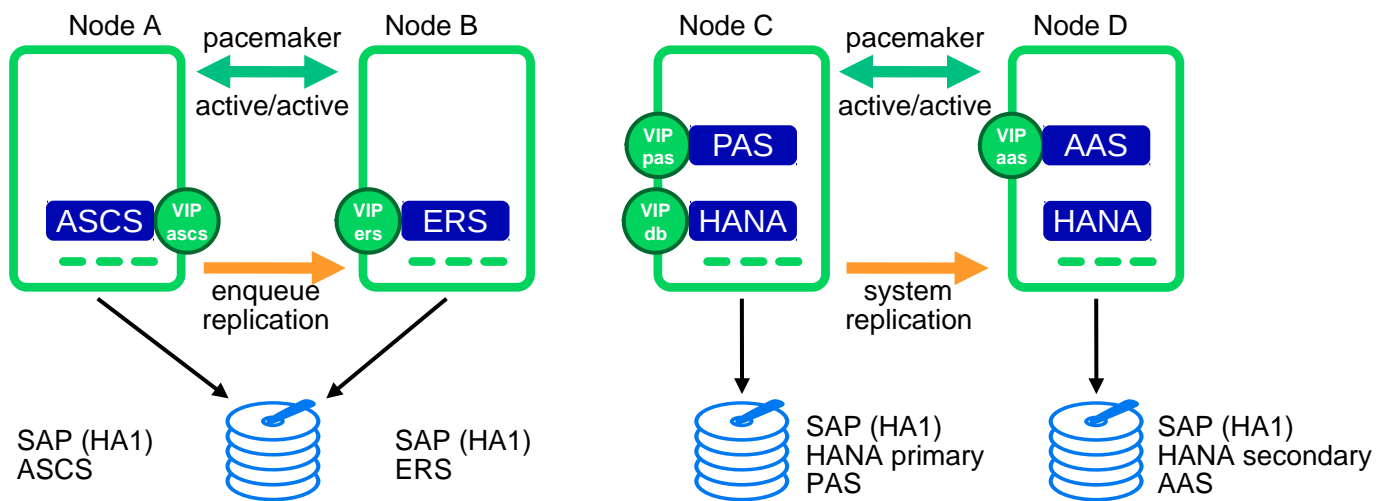 Node A
Node B
pacemaker
active/active
ASCS
VIP
ascs
VIP
ers
ERS
enqueue
replication
SAP (HA1)
ASCS
SAP (HA1)
ERS
Node C
Node D
pacemaker
active/active
VIP
pas
PAS
VIP
aas
AAS
VIP
db
HANA
HANA
system
replication
SAP (HA1)
HANA primary
PAS
SAP (HA1)
HANA secondary
AAS